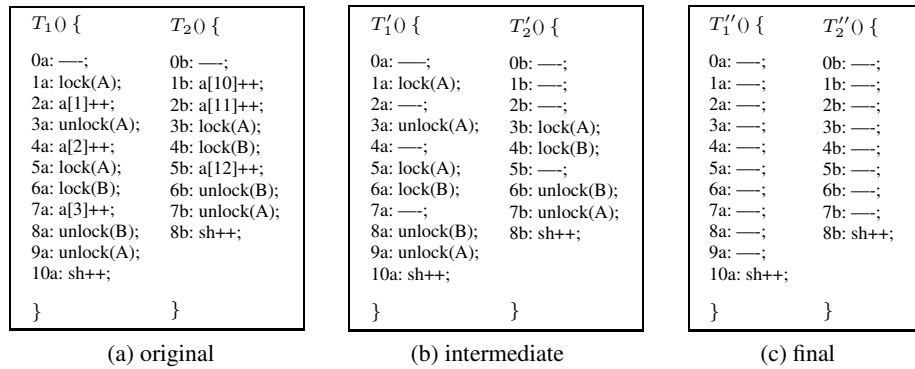 T₁() {
0a: —-;
1a: lock(A);
2a: a[1]++;
3a: unlock(A);
4a: a[2]++;
5a: lock(A);
6a: lock(B);
7a: a[3]++;
8a: unlock(B);
9a: unlock(A);
10a: sh++;
}
T₂() {
0b: —-;
1b: a[10]++;
2b: a[11]++;
3b: lock(A);
4b: lock(B);
5b: a[12]++;
6b: unlock(B);
7b: unlock(A);
8b: sh++;
}
(a) original
T₁′() {
0a: —-;
1a: lock(A);
2a: —-;
3a: unlock(A);
4a: —-;
5a: lock(A);
6a: lock(B);
7a: —-;
8a: unlock(B);
9a: unlock(A);
10a: sh++;
}
T₂′() {
0b: —-;
1b: —-;
2b: —-;
3b: lock(A);
4b: lock(B);
5b: —-;
6b: unlock(B);
7b: unlock(A);
8b: sh++;
}
(b) intermediate
T₁′′() {
0a: —-;
1a: —-;
2a: —-;
3a: —-;
4a: —-;
5a: —-;
6a: —-;
7a: —-;
8a: —-;
9a: —-;
10a: sh++;
}
T₂′′() {
0b: —-;
1b: —-;
2b: —-;
3b: —-;
4b: —-;
5b: —-;
6b: —-;
7b: —-;
8b: sh++;
}
(c) final